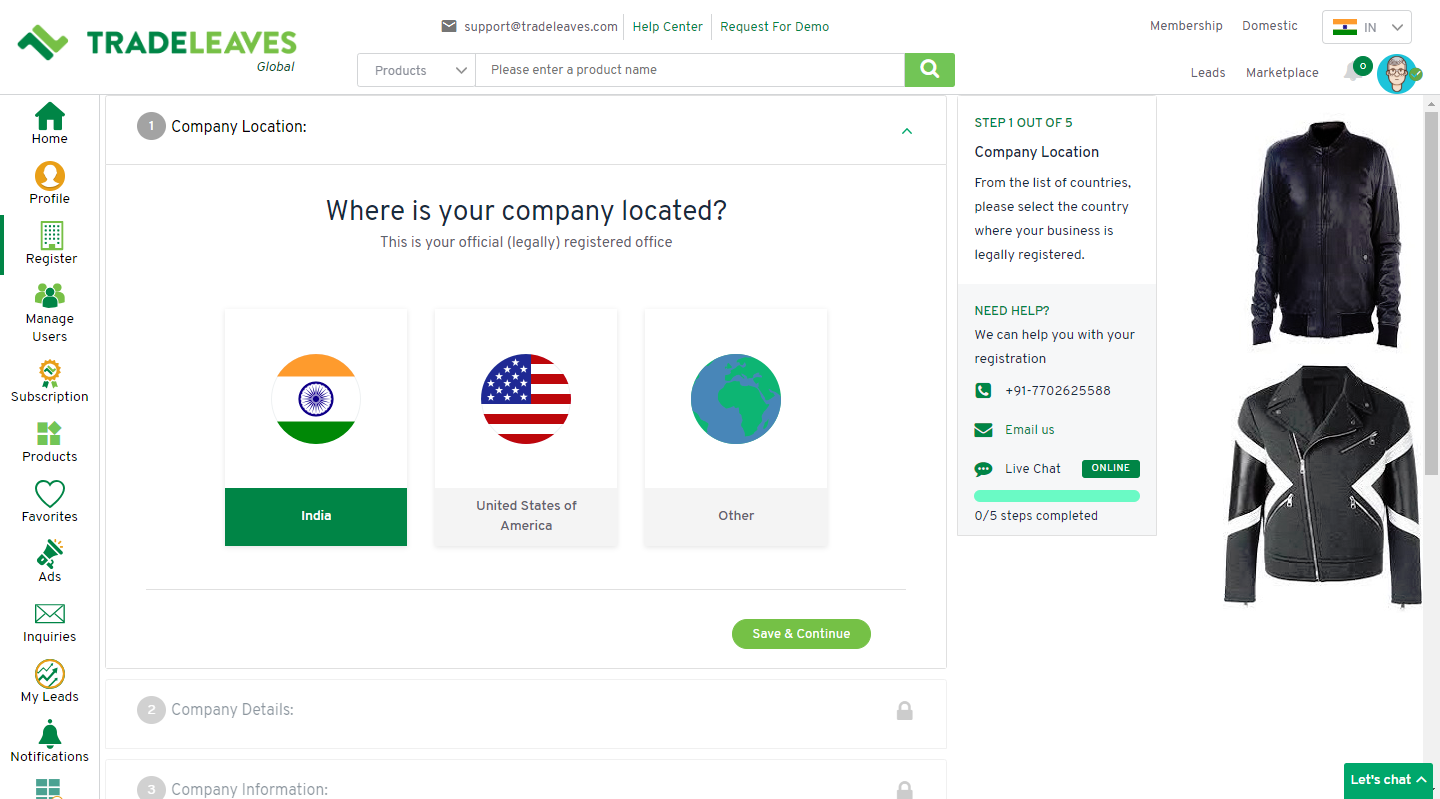 TRADELEAVES
Global
support@tradeleaves.com
Help Center
Request For Demo
Membership
Domestic
IN
Products
Please enter a product name
Leads
Marketplace
0
Home
Profile
Register
Manage
Users
Subscription
Products
Favorites
Ads
Inquiries
My Leads
Notifications
1 Company Location:
Where is your company located?
This is your official (legally) registered office
India
United States of
America
Other
Save & Continue
2 Company Details:
3 Company Information:
STEP 1 OUT OF 5
Company Location
From the list of countries,
please select the country
where your business is
legally registered.
NEED HELP?
We can help you with your
registration
+91-7702625588
Email us
Live Chat ONLINE
0/5 steps completed
Let's chat